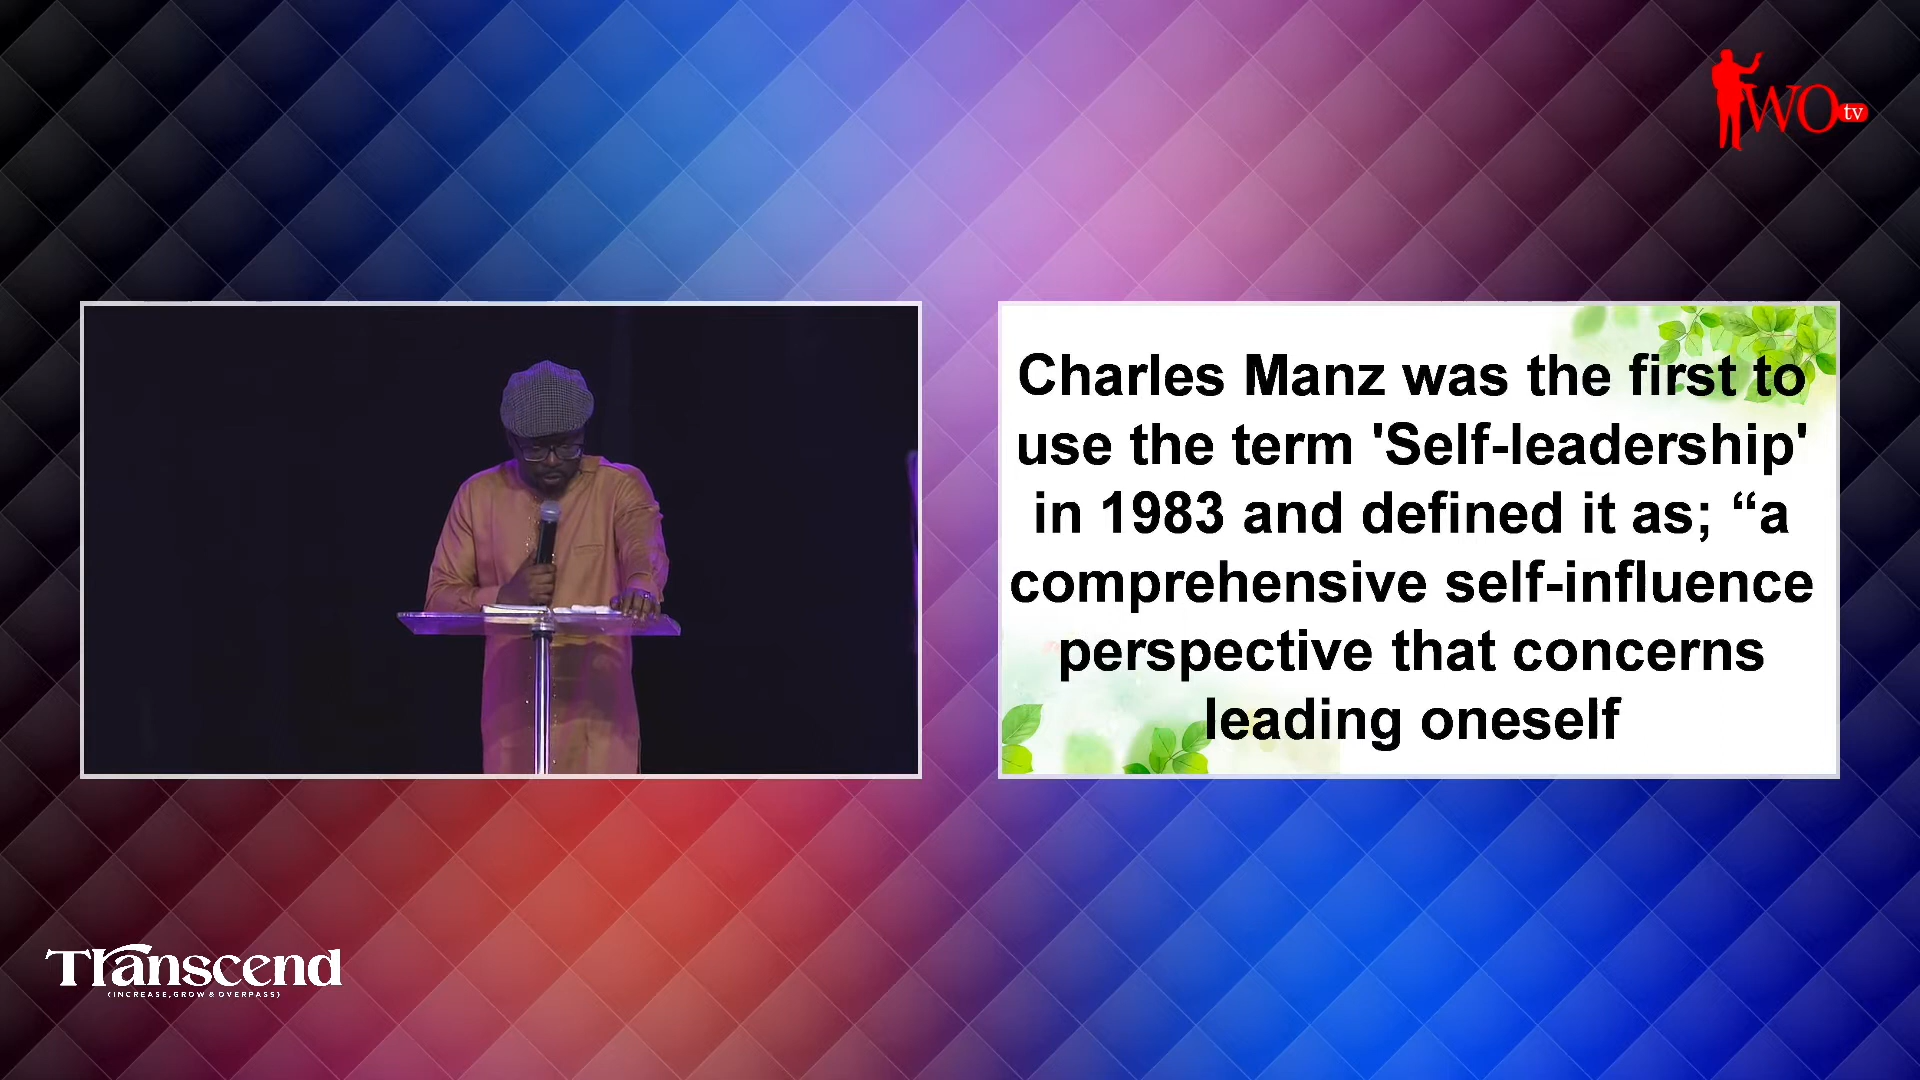 WO tv
Charles Manz was the first to
use the term 'Self-leadership'
in 1983 and defined it as; “a
comprehensive self-influence
perspective that concerns
leading oneself
Transcend
(INCREASE, GROW & OVERPASS)